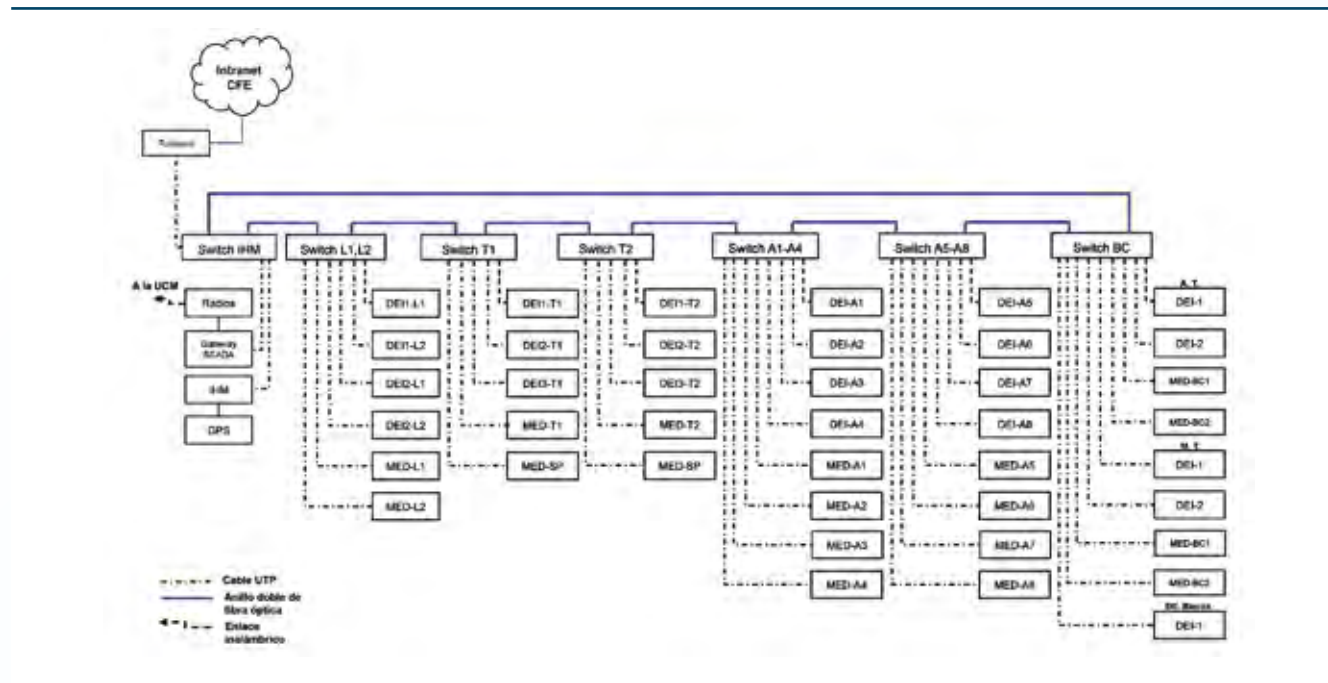 Intranet
CFE
Switch IHM
Switch L1,L2
Switch T1
Switch T2
Switch A1-A4
Switch A5-A8
Switch BC
A la UCM
Radios
Gateway
SCADA
IHM
GPS
DEI1-L1
DEI1-L2
DEI2-L1
DEI2-L2
MED-L1
MED-L2
DEI1-T1
DEI2-T1
DEI3-T1
MED-T1
MED-SP
DEI1-T2
DEI2-T2
DEI3-T2
MED-T2
MED-SP
DEI-A1
DEI-A2
DEI-A3
DEI-A4
MED-A1
MED-A2
MED-A3
MED-A4
DEI-A5
DEI-A6
DEI-A7
DEI-A8
MED-A5
MED-A6
MED-A7
MED-A8
A. T.
DEI-1
DEI-2
MED-BC1
MED-BC2
M. T.
DEI-1
DEI-2
MED-BC1
MED-BC2
DEI-1
Cable UTP
Anillo doble de
fibra óptica
Enlace
inalámbrico